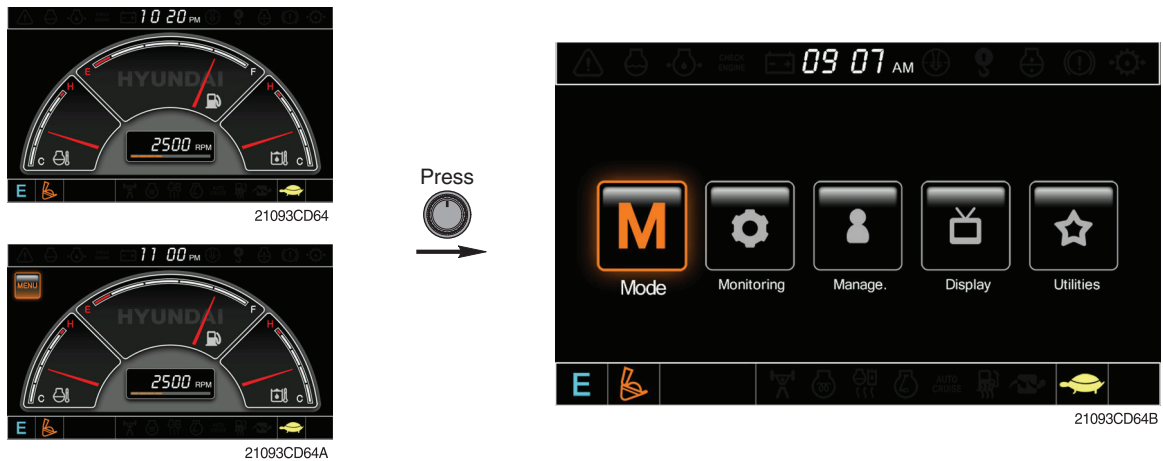 10 20 PM
E F
HYUNDAI
H H
2500 RPM
C C
E
21093CD64
11 00 PM
MENU
E F
HYUNDAI
H H
2500 RPM
C C
E
21093CD64A
Press
CHECK
ENGINE
09 07 AM
M
Mode Monitoring Manage. Display Utilities
E
AUTO
CRUISE
21093CD64B